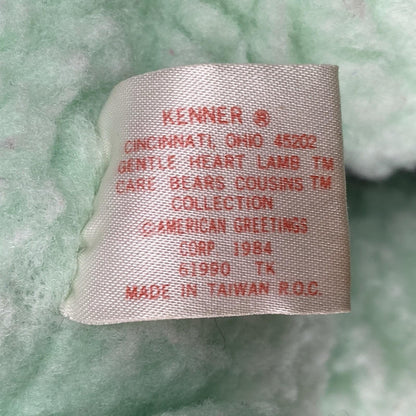 KENNER ®
CINCINNATI, OHIO 45202
GENTLE HEART LAMB ™
CARE BEARS COUSINS ™
COLLECTION
©AMERICAN GREETINGS
CORP 1984
61990 TK
MADE IN TAIWAN R.O.C.